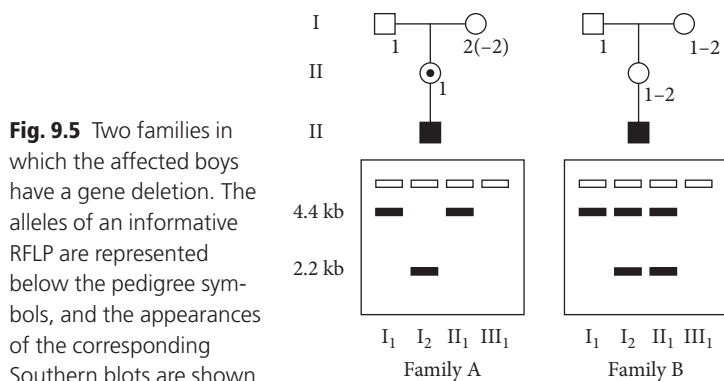 Fig. 9.5 Two families in
which the affected boys
have a gene deletion. The
alleles of an informative
RFLP are represented
below the pedigree sym-
bols, and the appearances
of the corresponding
Southern blots are shown
I
II
II
1
2(–2)
1
1
1–2
1–2
4.4 kb
2.2 kb
I₁ I₂ II₁ III₁
Family A
I₁ I₂ II₁ III₁
Family B